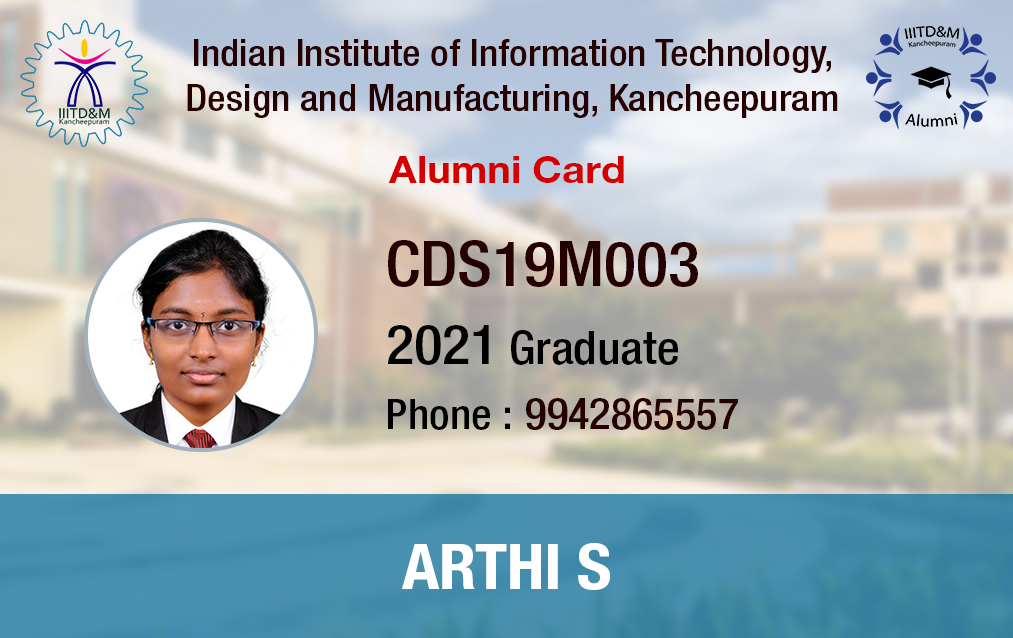 Indian Institute of Information Technology,
Design and Manufacturing, Kancheepuram
IIITD&M
Kancheepuram
IIITD&M
Kancheepuram
Alumni
Alumni Card
CDS19M003
2021 Graduate
Phone : 9942865557
ARTHI S